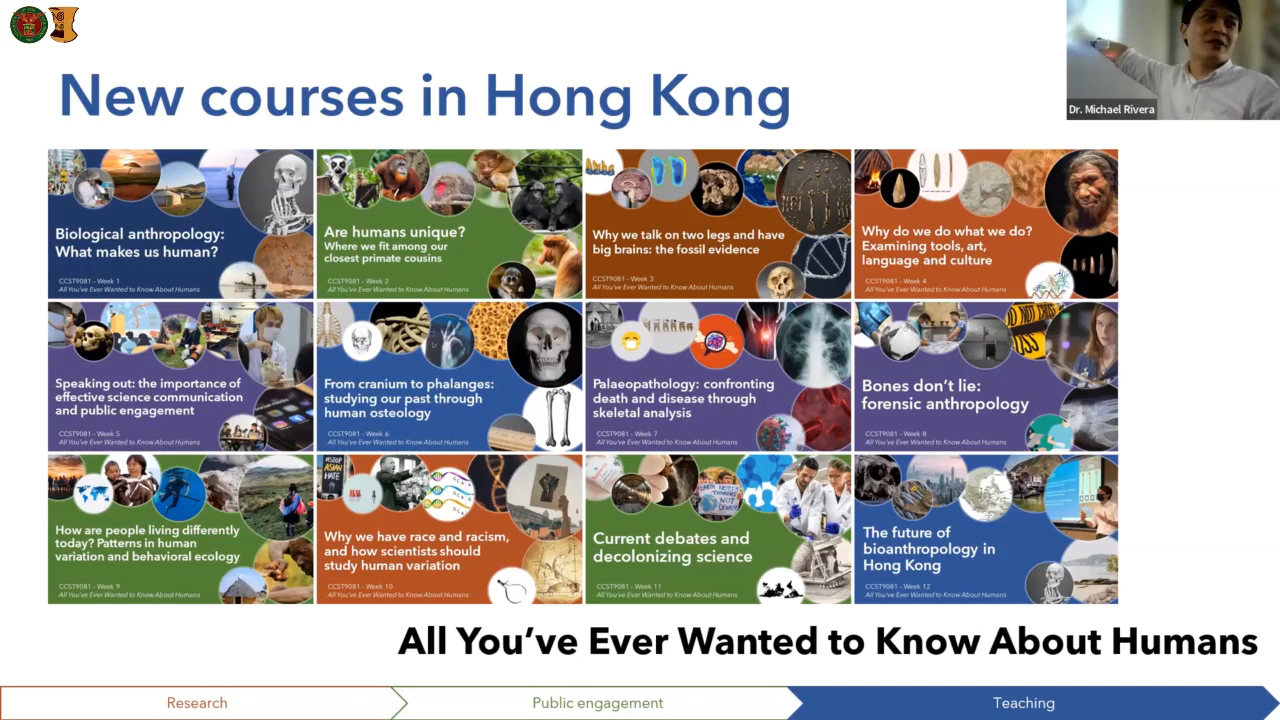 New courses in Hong Kong
Dr. Michael Rivera
Biological anthropology:
What makes us human?
CCST9081 - Week 1
All You've Ever Wanted to Know About Humans
Are humans unique?
Where we fit among our
closest primate cousins
CCST9081 - Week 2
All You've Ever Wanted to Know About Humans
Why we talk on two legs and have
big brains: the fossil evidence
CCST9081 - Week 3
All You've Ever Wanted to Know About Humans
Why do we do what we do?
Examining tools, art,
language and culture
CCST9081 - Week 4
All You've Ever Wanted to Know About Humans
Speaking out: the importance of
effective science communication
and public engagement
CCST9081 - Week 5
All You've Ever Wanted to Know About Humans
From cranium to phalanges:
studying our past through
human osteology
CCST9081 - Week 6
All You've Ever Wanted to Know About Humans
Palaeopathology: confronting
death and disease through
skeletal analysis
CCST9081 - Week 7
All You've Ever Wanted to Know About Humans
DO NOT CROSS
Bones don't lie:
forensic anthropology
CCST9081 - Week 8
All You've Ever Wanted to Know About Humans
How are people living differently
today? Patterns in human
variation and behavioral ecology
CCST9081 - Week 9
All You've Ever Wanted to Know About Humans
STOP
ASIAN
HATE
Why we have race and racism,
and how scientists should
study human variation
CCST9081 - Week 10
All You've Ever Wanted to Know About Humans
Current debates and
decolonizing science
CCST9081 - Week 11
All You've Ever Wanted to Know About Humans
The future of
bioanthropology in
Hong Kong
CCST9081 - Week 12
All You've Ever Wanted to Know About Humans
All You've Ever Wanted to Know About Humans
Research
Public engagement
Teaching